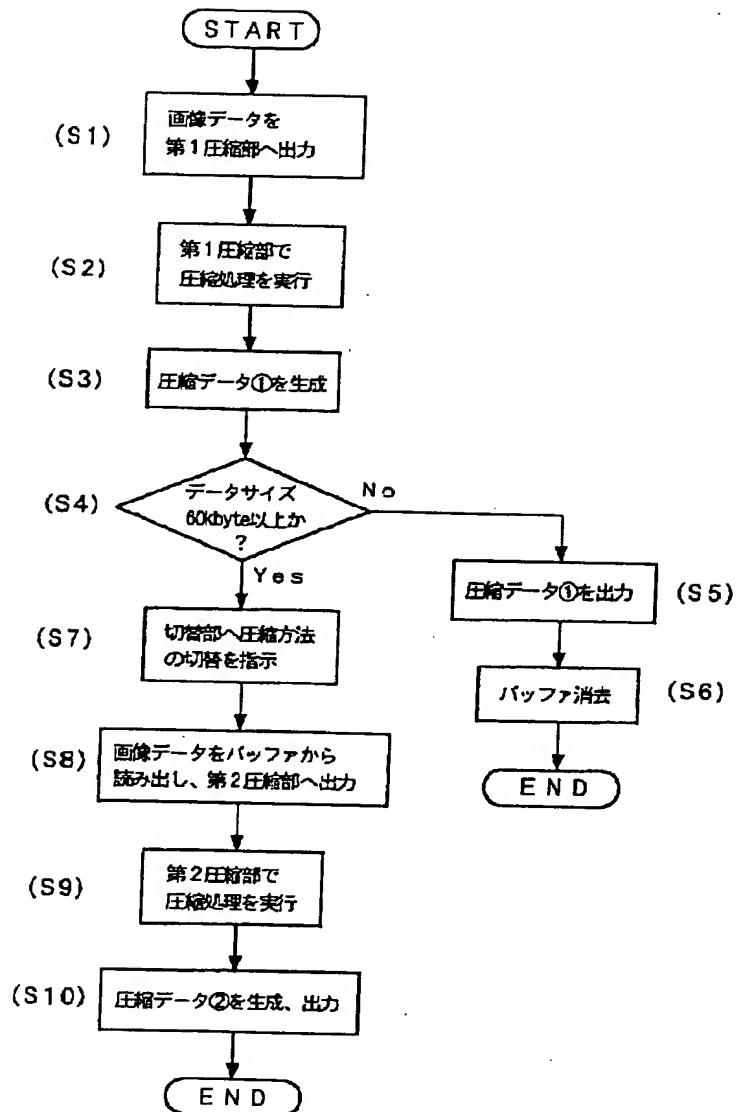 START
(S1)
画像データを
第1圧縮部へ出力
(S2)
第1圧縮部で
圧縮処理を実行
(S3)
圧縮データ①を生成
(S4)
データサイズ
60kbyte以上か
?
No
Yes
圧縮データ①を出力
(S5)
(S7)
切替部へ圧縮方法
の切替を指示
バッファ消去
(S6)
(S8)
画像データをバッファから
読み出し、第2圧縮部へ出力
END
(S9)
第2圧縮部で
圧縮処理を実行
(S10)
圧縮データ②を生成、出力
END